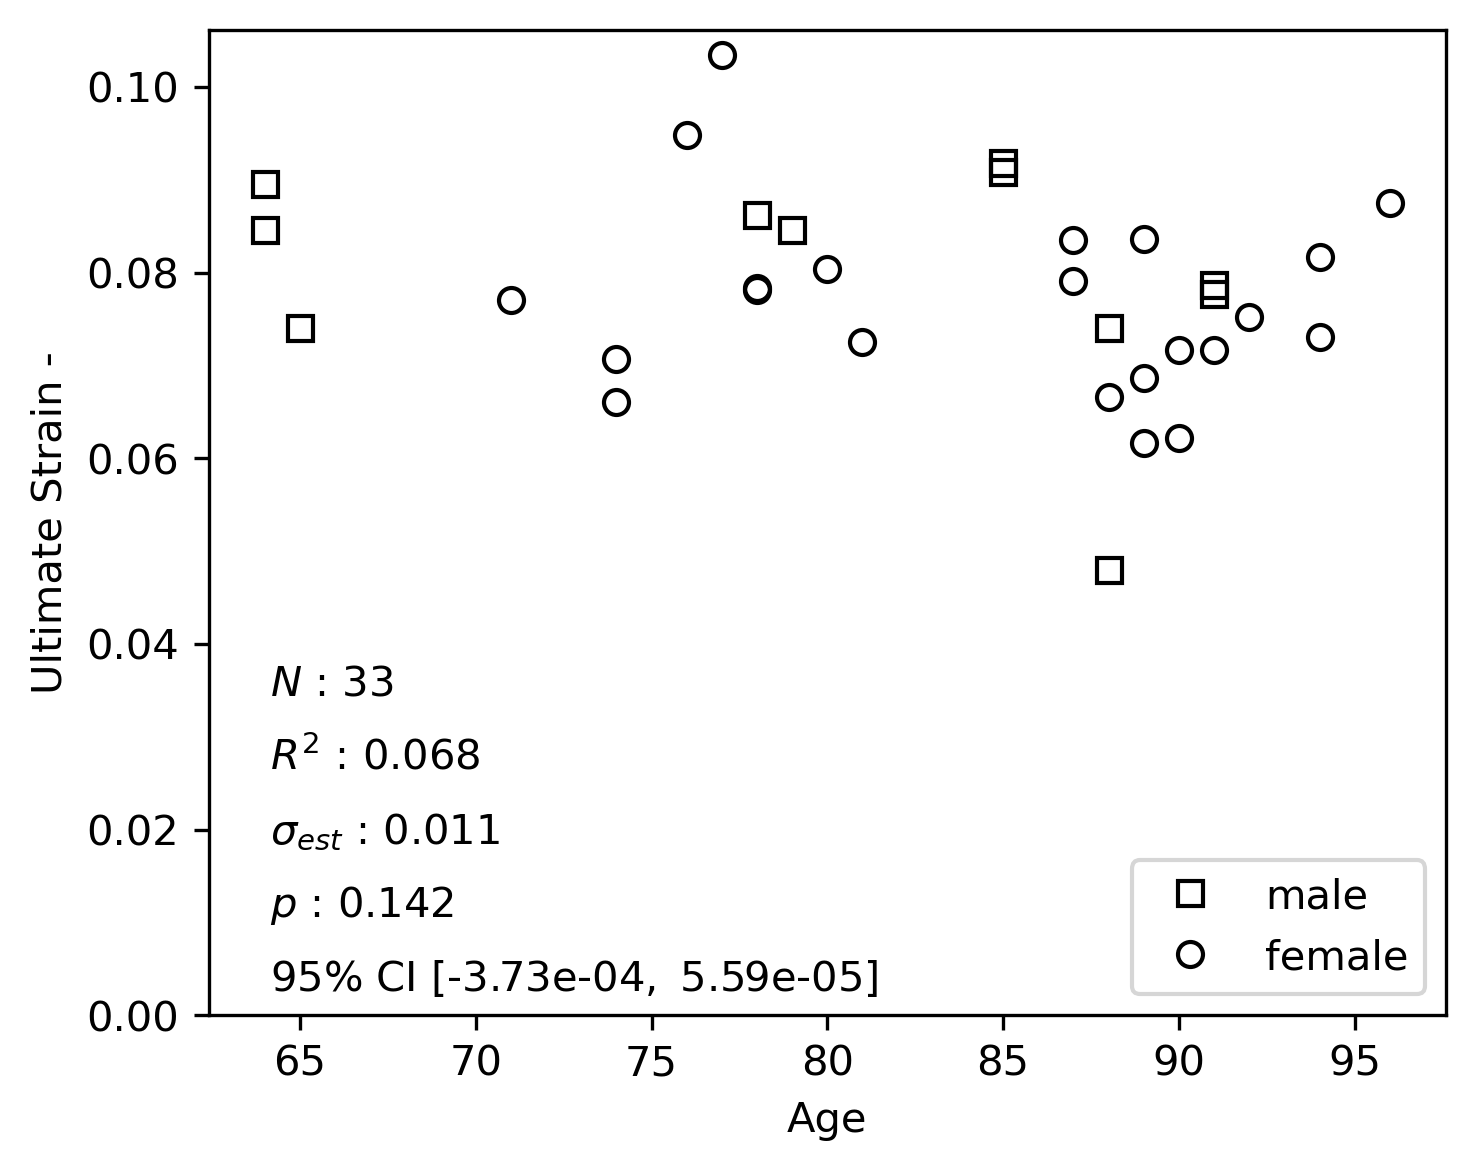 0.10
0.08
0.06
0.04
0.02
0.00
Ultimate Strain -
N : 33
R² : 0.068
σ_est : 0.011
p : 0.142
95% CI [-3.73e-04, 5.59e-05]
male
female
65 70 75 80 85 90 95
Age